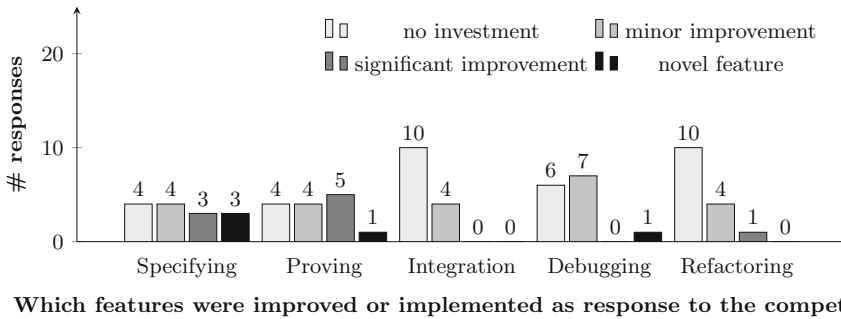 no investment minor improvement
significant improvement novel feature
# responses
20
10
0
4 4 3 3 4 4 5 1 10 4 0 0 6 7 0 1 10 4 1 0
Specifying Proving Integration Debugging Refactoring
Which features were improved or implemented as response to the compet